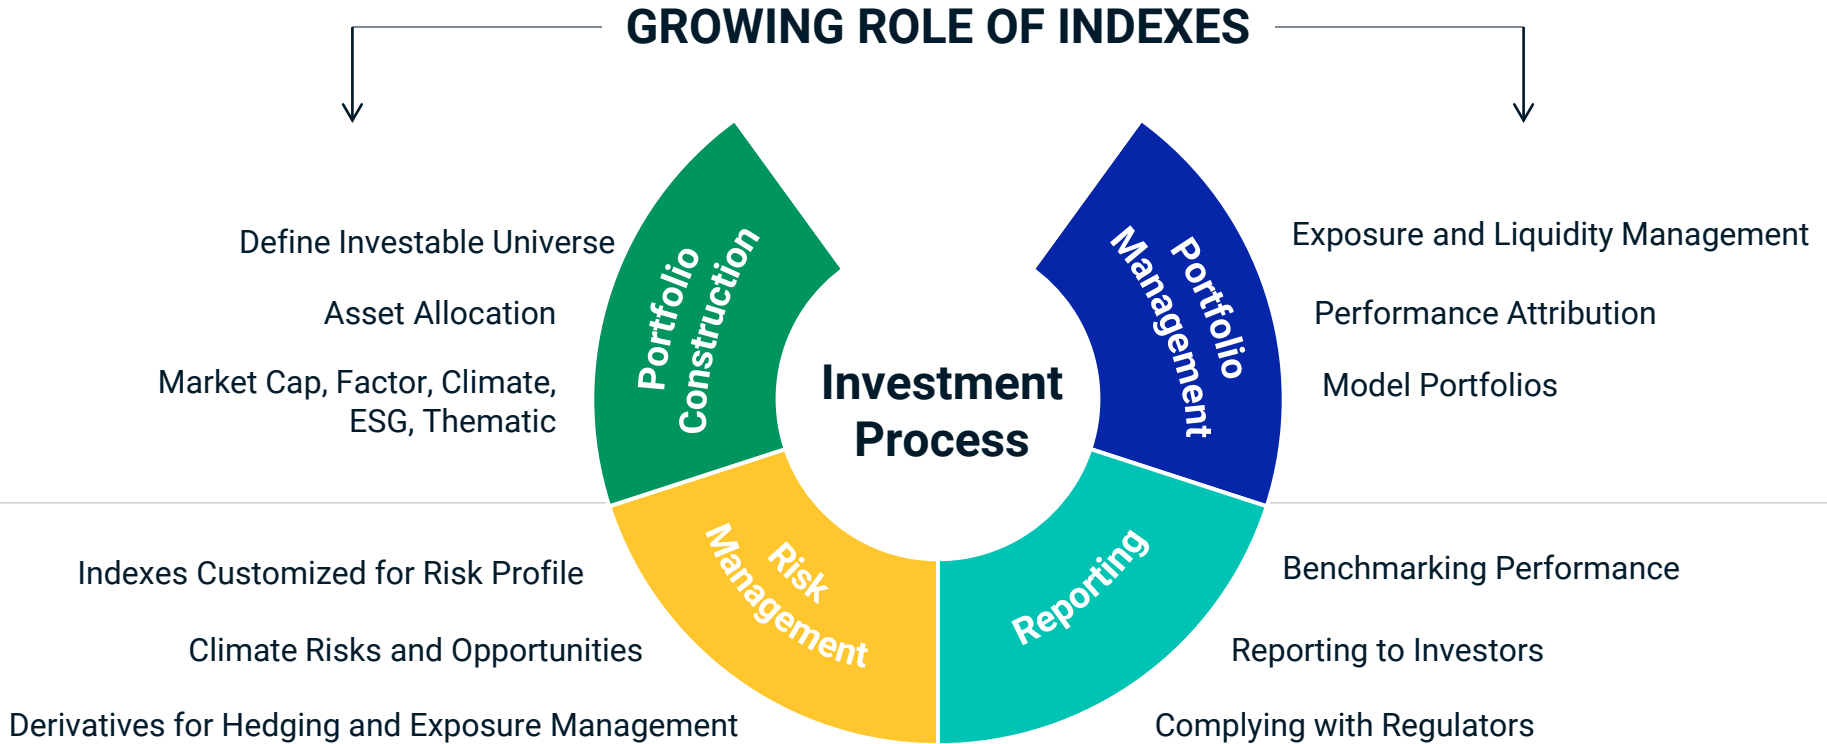 GROWING ROLE OF INDEXES
Define Investable Universe
Asset Allocation
Market Cap, Factor, Climate,
ESG, Thematic
Portfolio
Construction
Investment
Process
Portfolio
Management
Exposure and Liquidity Management
Performance Attribution
Model Portfolios
Indexes Customized for Risk Profile
Climate Risks and Opportunities
Derivatives for Hedging and Exposure Management
Risk
Management
Reporting
Benchmarking Performance
Reporting to Investors
Complying with Regulators